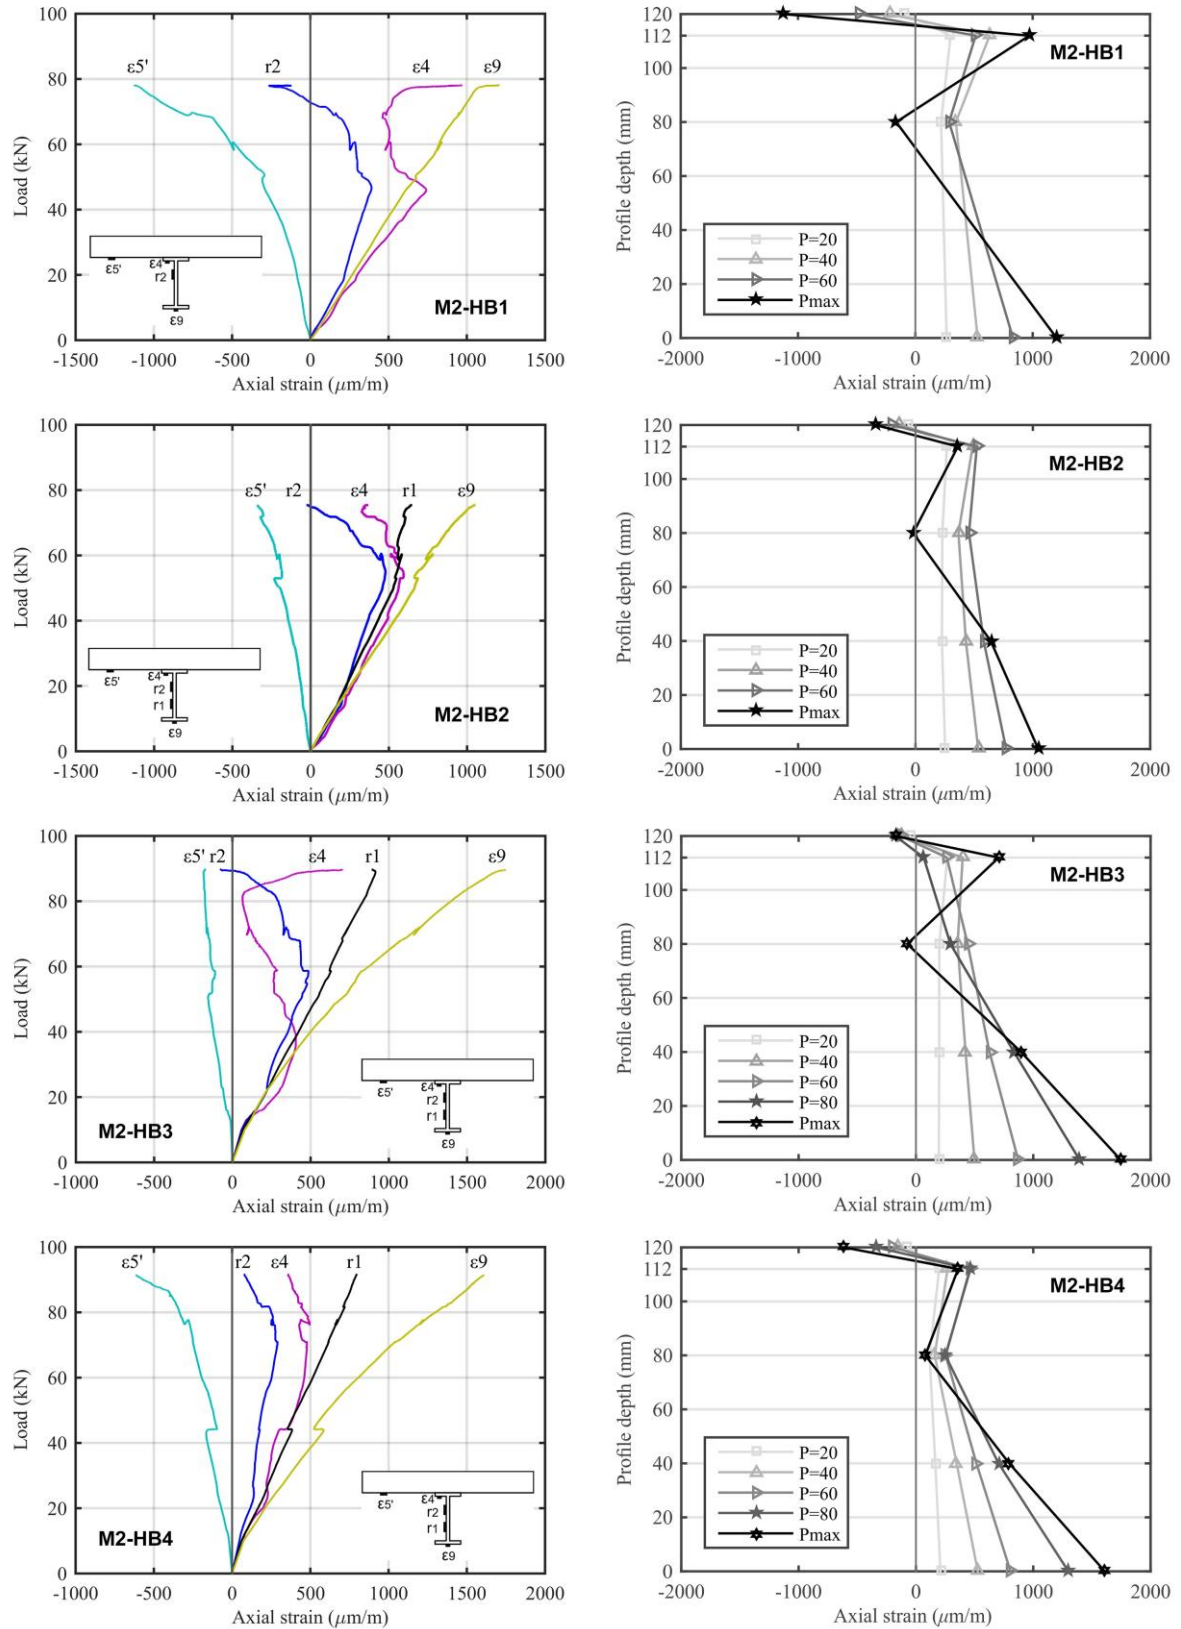 100
80
60
40
20
0
Load (kN)
ε5'
r2
ε4
ε9
ε5'
ε4
r2
ε9
M2-HB1
-1500
-1000
-500
0
500
1000
1500
Axial strain (μm/m)
120
112
100
80
60
40
20
0
Profile depth (mm)
M2-HB1
P=20
P=40
P=60
Pmax
-2000
-1000
0
1000
2000
Axial strain (μm/m)
100
80
60
40
20
0
Load (kN)
ε5'
r2
ε4
r1
ε9
ε5'
ε4
r2
r1
ε9
M2-HB2
-1500
-1000
-500
0
500
1000
1500
Axial strain (μm/m)
120
112
100
80
60
40
20
0
Profile depth (mm)
M2-HB2
P=20
P=40
P=60
Pmax
-2000
-1000
0
1000
2000
Axial strain (μm/m)
100
80
60
40
20
0
Load (kN)
ε5'
r2
ε4
r1
ε9
ε5'
ε4
r2
r1
ε9
M2-HB3
-1000
-500
0
500
1000
1500
2000
Axial strain (μm/m)
120
112
100
80
60
40
20
0
Profile depth (mm)
M2-HB3
P=20
P=40
P=60
P=80
Pmax
-2000
-1000
0
1000
2000
Axial strain (μm/m)
100
80
60
40
20
0
Load (kN)
ε5'
r2
ε4
r1
ε9
ε5'
ε4
r2
r1
ε9
M2-HB4
-1000
-500
0
500
1000
1500
2000
Axial strain (μm/m)
120
112
100
80
60
40
20
0
Profile depth (mm)
M2-HB4
P=20
P=40
P=60
P=80
Pmax
-2000
-1000
0
1000
2000
Axial strain (μm/m)